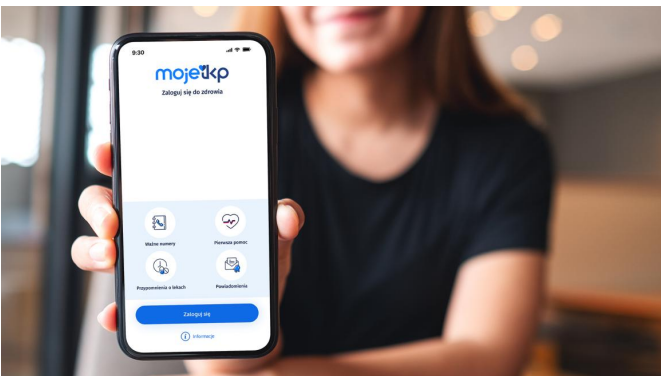 9:30
mojeikp
Zaloguj się do zdrowia
Ważne numery
Pierwsza pomoc
Przypomnienia o lekach
Powiadomienia
Zaloguj się
Informacje